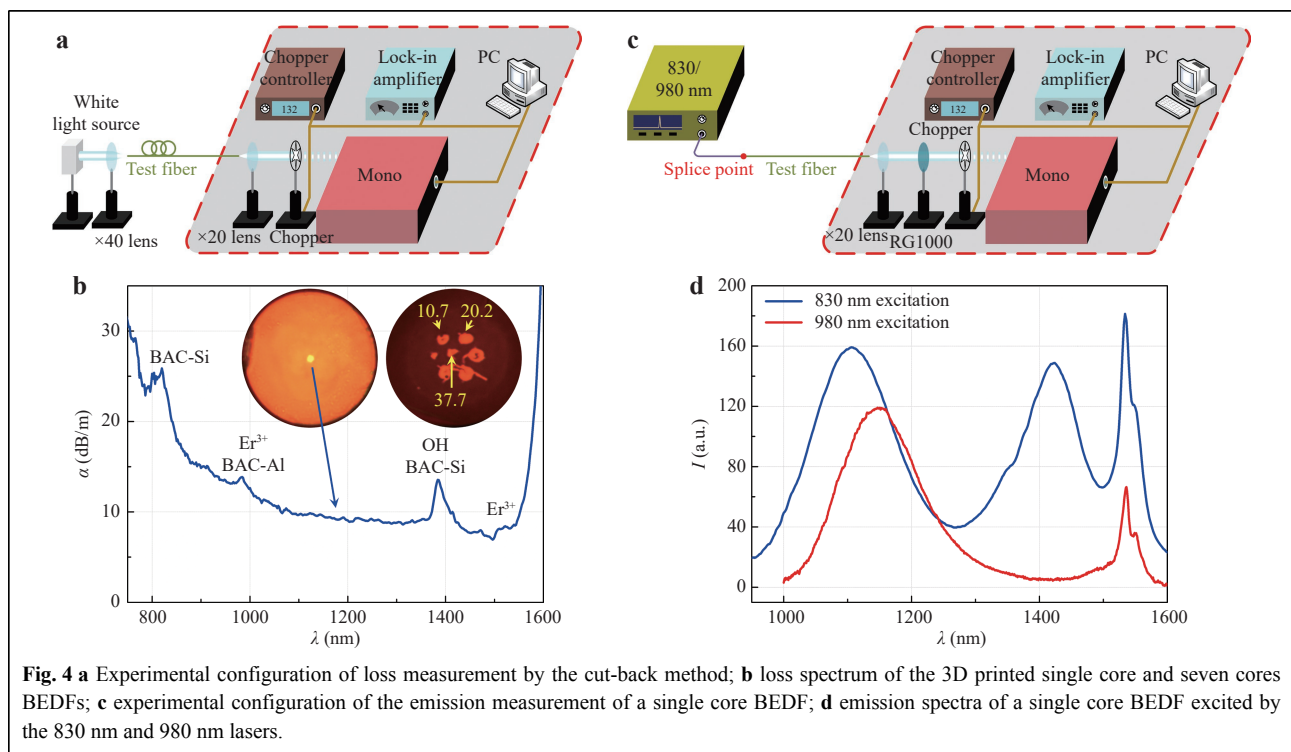 a
Chopper
controller
132
Lock-in
amplifier
PC
White
light source
Test fiber
Mono
×40 lens
×20 lens
Chopper
c
830/
980 nm
Chopper
controller
132
Lock-in
amplifier
PC
Chopper
Splice point
Test fiber
Mono
×20 lens
RG1000
b
10.7
20.2
37.7
BAC-Si
Er³⁺
BAC-Al
OH
BAC-Si
Er³⁺
α (dB/m)
30
20
10
0
800
1000
1200
1400
1600
λ (nm)
d
830 nm excitation
980 nm excitation
I (a.u.)
200
160
120
80
40
0
1000
1200
1400
1600
λ (nm)
Fig. 4 a Experimental configuration of loss measurement by the cut-back method; b loss spectrum of the 3D printed single core and seven cores
BEDFs; c experimental configuration of the emission measurement of a single core BEDF; d emission spectra of a single core BEDF excited by
the 830 nm and 980 nm lasers.